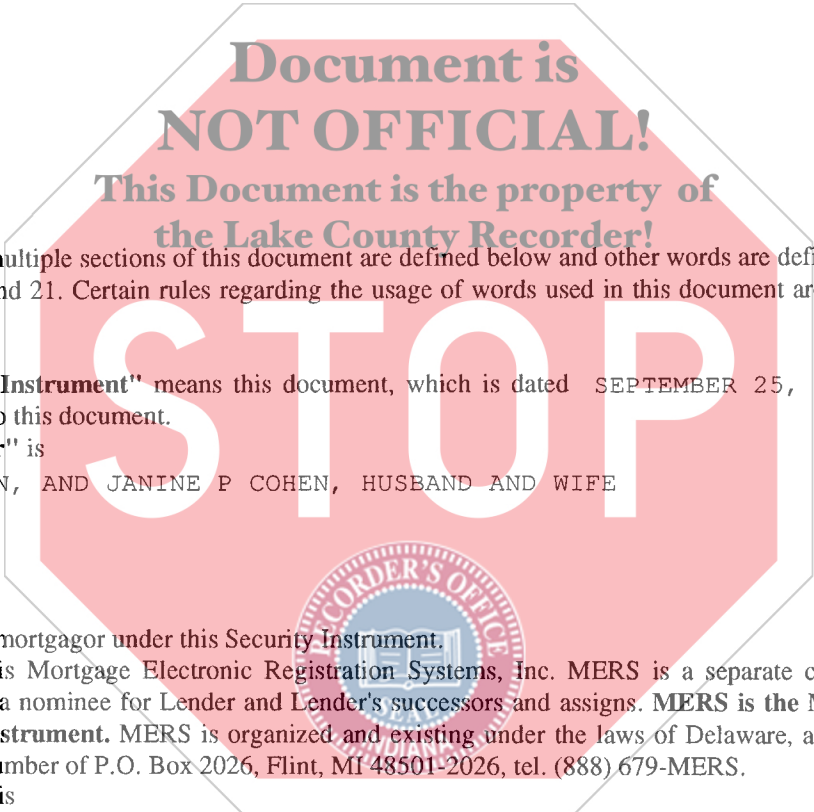 Document is
NOT OFFICIAL!
This Document is the property of
the Lake County Recorder!
ultiple sections of this document are defined below and other words are defi
nd 21. Certain rules regarding the usage of words used in this document ar
STOP
Instrument" means this document, which is dated SEPTEMBER 25,
o this document.
r" is
N, AND JANINE P COHEN, HUSBAND AND WIFE
RECORDER'S OFFICE
mortgagor under this Security Instrument.
is Mortgage Electronic Registration Systems, Inc. MERS is a separate c
a nominee for Lender and Lender's successors and assigns. MERS is the M
SEAL
strument. MERS is organized and existing under the laws of Delaware, a
INDIANA
umber of P.O. Box 2026, Flint, MI 48501-2026, tel. (888) 679-MERS.
is